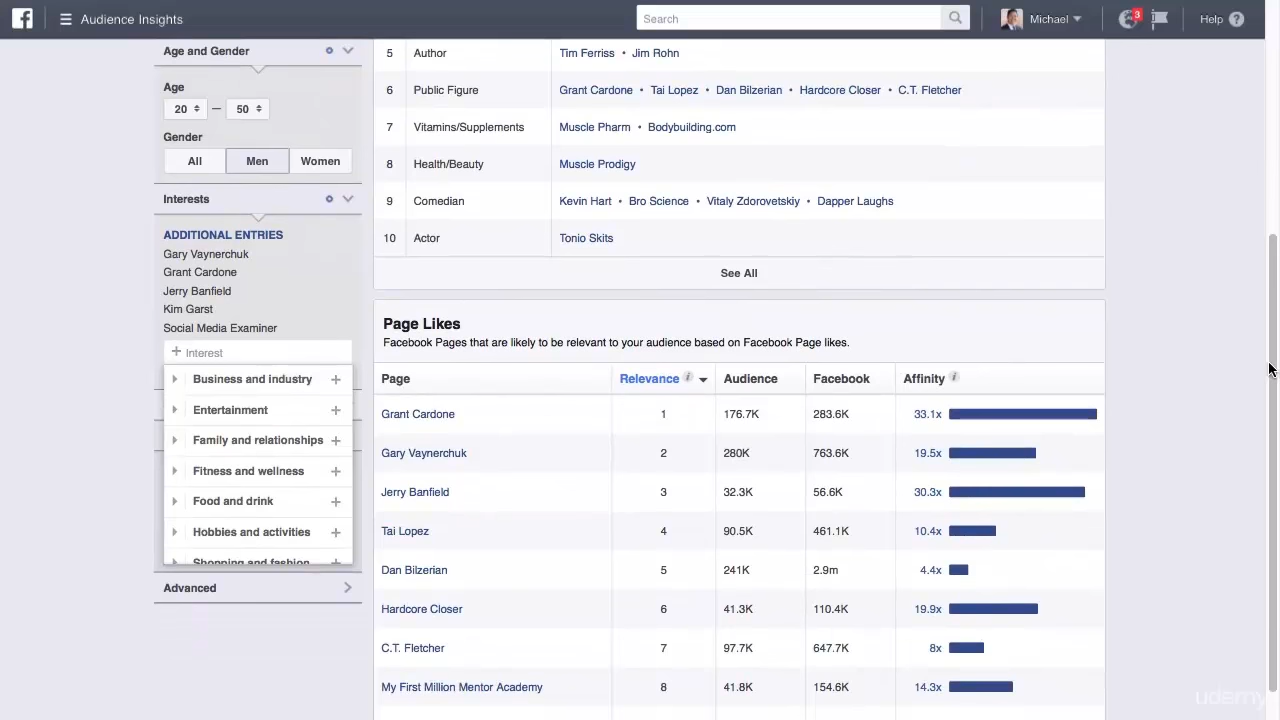 Audience Insights
Search
Michael
3
Help ?
Age and Gender
Age
20 — 50
Gender
All Men Women
Interests
ADDITIONAL ENTRIES
Gary Vaynerchuk
Grant Cardone
Jerry Banfield
Kim Garst
Social Media Examiner
+ Interest
Business and industry +
Entertainment +
Family and relationships +
Fitness and wellness +
Food and drink +
Hobbies and activities +
Shopping and fashion +
Advanced
5 Author Tim Ferriss • Jim Rohn
6 Public Figure Grant Cardone • Tai Lopez • Dan Bilzerian • Hardcore Closer • C.T. Fletcher
7 Vitamins/Supplements Muscle Pharm • Bodybuilding.com
8 Health/Beauty Muscle Prodigy
9 Comedian Kevin Hart • Bro Science • Vitaly Zdorovetskiy • Dapper Laughs
10 Actor Tonio Skits
See All
Page Likes
Facebook Pages that are likely to be relevant to your audience based on Facebook Page likes.
Page Relevance i Audience Facebook Affinity i
Grant Cardone 1 176.7K 283.6K 33.1x
Gary Vaynerchuk 2 280K 763.6K 19.5x
Jerry Banfield 3 32.3K 56.6K 30.3x
Tai Lopez 4 90.5K 461.1K 10.4x
Dan Bilzerian 5 241K 2.9m 4.4x
Hardcore Closer 6 41.3K 110.4K 19.9x
C.T. Fletcher 7 97.7K 647.7K 8x
My First Million Mentor Academy 8 41.8K 154.6K 14.3x
udemy